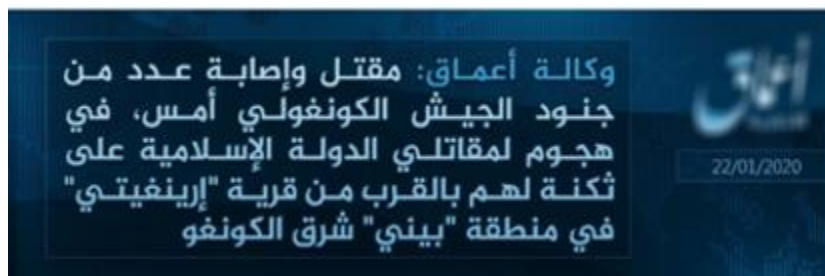 وكالة أعماق: مقتل وإصابة عدد من
جنود الجيش الكونغولي أمس، في
هجوم لمقاتلي الدولة الإسلامية على
ثكنة لهم بالقرب من قرية "إرينغيتي"
في منطقة "بيني" شرق الكونغو
أعماق
22/01/2020